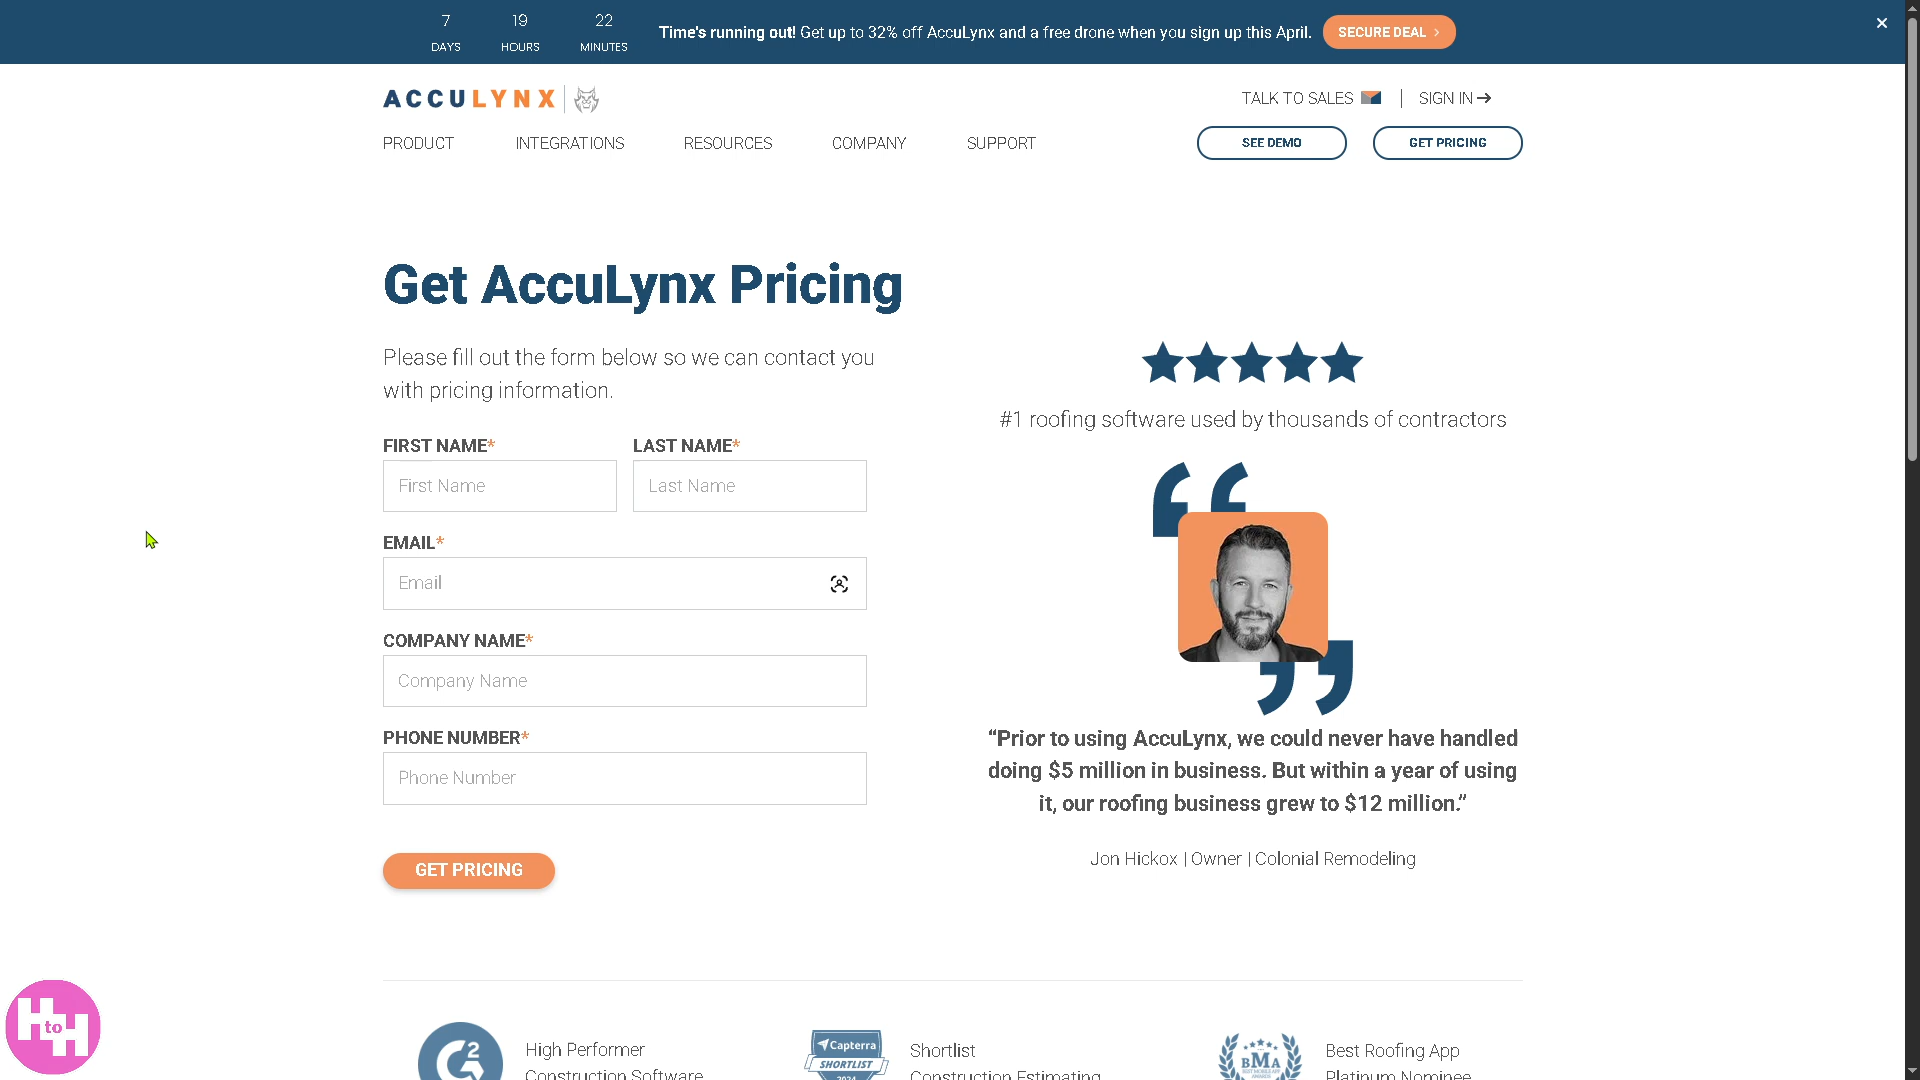 7 19 22
DAYS HOURS MINUTES
Time's running out! Get up to 32% off AccuLynx and a free drone when you sign up this April.
SECURE DEAL
ACCULYNX
TALK TO SALES
SIGN IN
PRODUCT
INTEGRATIONS
RESOURCES
COMPANY
SUPPORT
SEE DEMO
GET PRICING
Get AccuLynx Pricing
Please fill out the form below so we can contact you
with pricing information.
FIRST NAME*
LAST NAME*
First Name
Last Name
EMAIL*
Email
COMPANY NAME*
Company Name
PHONE NUMBER*
Phone Number
GET PRICING
#1 roofing software used by thousands of contractors
“Prior to using AccuLynx, we could never have handled
doing $5 million in business. But within a year of using
it, our roofing business grew to $12 million.”
Jon Hickox | Owner | Colonial Remodeling
H to H
G2
High Performer
Construction Software
Capterra
SHORTLIST
2024
Shortlist
Construction Estimating
BMA
Best Roofing App
Platinum Nominee